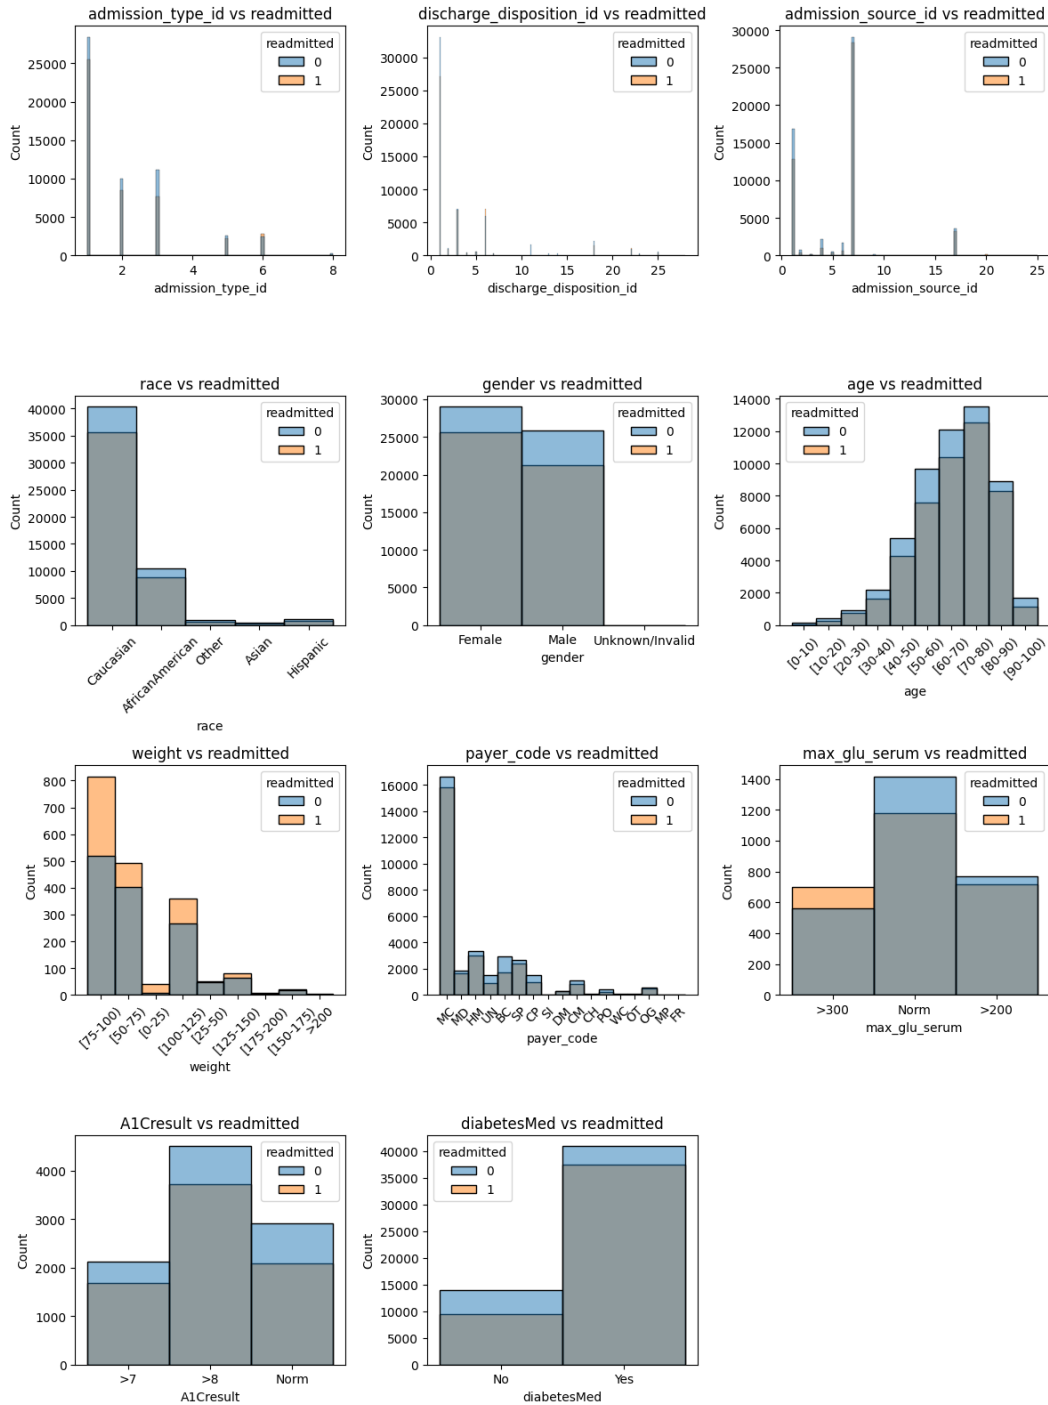 admission_type_id vs readmitted
readmitted
0
1
25000
20000
15000
10000
5000
0
Count
2
4
6
8
admission_type_id
discharge_disposition_id vs readmitted
readmitted
0
1
30000
25000
20000
15000
10000
5000
0
Count
0
5
10
15
20
25
discharge_disposition_id
admission_source_id vs readmitted
readmitted
0
1
30000
25000
20000
15000
10000
5000
0
Count
0
5
10
15
20
25
admission_source_id
race vs readmitted
readmitted
0
1
40000
35000
30000
25000
20000
15000
10000
5000
0
Count
Caucasian
AfricanAmerican
Other
Asian
Hispanic
race
gender vs readmitted
readmitted
0
1
30000
25000
20000
15000
10000
5000
0
Count
Female
Male
Unknown/Invalid
gender
age vs readmitted
readmitted
0
1
14000
12000
10000
8000
6000
4000
2000
0
Count
[0-10)
[10-20)
[20-30)
[30-40)
[40-50)
[50-60)
[60-70)
[70-80)
[80-90)
[90-100)
age
weight vs readmitted
readmitted
0
1
800
700
600
500
400
300
200
100
0
Count
[75-100)
[50-75)
[0-25)
[100-125)
[25-50)
[125-150)
[175-200)
[150-175)
>200
weight
payer_code vs readmitted
readmitted
0
1
16000
14000
12000
10000
8000
6000
4000
2000
0
Count
MC
MD
HM
UN
BC
SP
CP
SI
DM
CM
CH
PO
WC
OT
OG
MP
FR
payer_code
max_glu_serum vs readmitted
readmitted
0
1
1400
1200
1000
800
600
400
200
0
Count
>300
Norm
>200
max_glu_serum
A1Cresult vs readmitted
readmitted
0
1
4000
3000
2000
1000
0
Count
>7
>8
Norm
A1Cresult
diabetesMed vs readmitted
readmitted
0
1
40000
35000
30000
25000
20000
15000
10000
5000
0
Count
No
Yes
diabetesMed